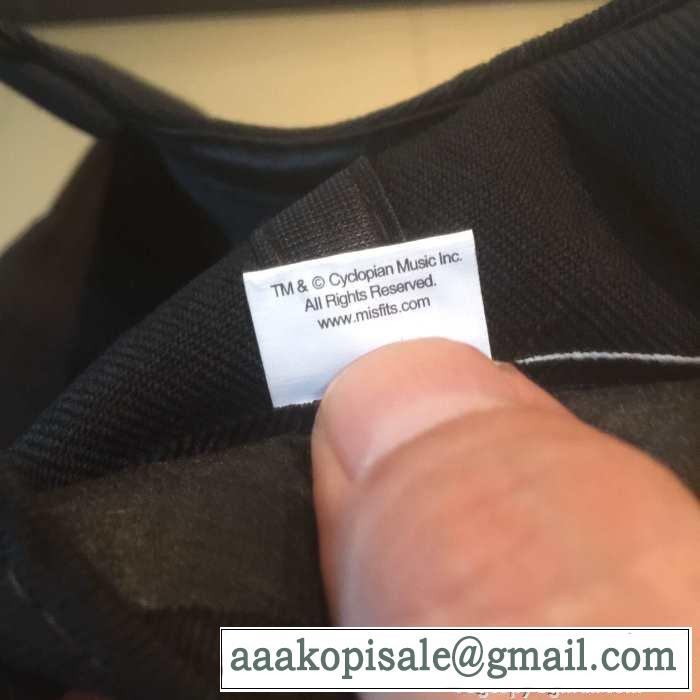 TM & © Cyclopian Music Inc.
All Rights Reserved.
www.misfits.com
aaakopisale@gmail.com